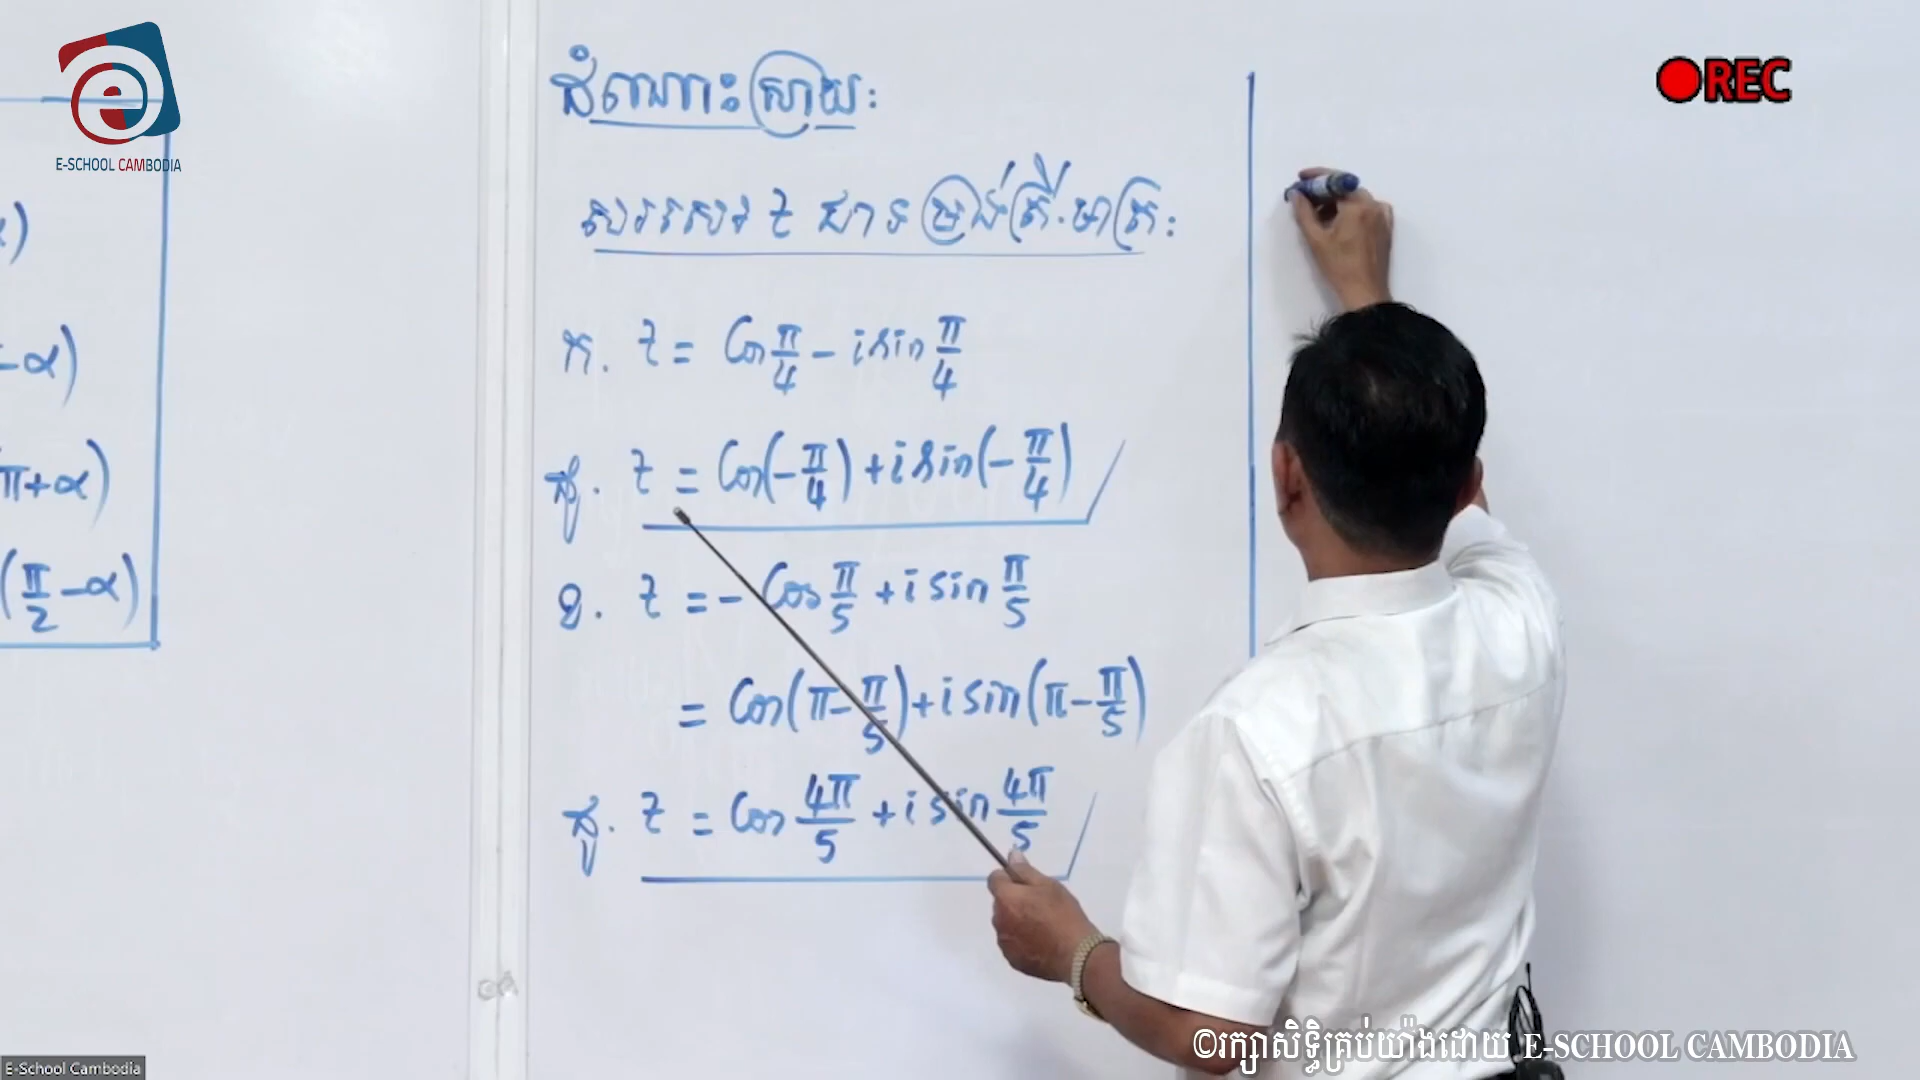 E-SCHOOL CAMBODIA
REC
-α)
π+α)
(π/2 -α)
ដំណោះស្រាយ:
សរសេរ z ជាទម្រង់ត្រីកោណមាត្រ:
ក. z = Cos π/4 - i sin π/4
ដូ. z = Cos(-π/4) + i sin(-π/4)
ខ. z = - Cos π/5 + i sin π/5
= Cos(π - π/5) + i sin(π - π/5)
ដូ. z = Cos 4π/5 + i sin 4π/5
©រក្សាសិទ្ធិគ្រប់យ៉ាងដោយ E-SCHOOL CAMBODIA
E-School Cambodia